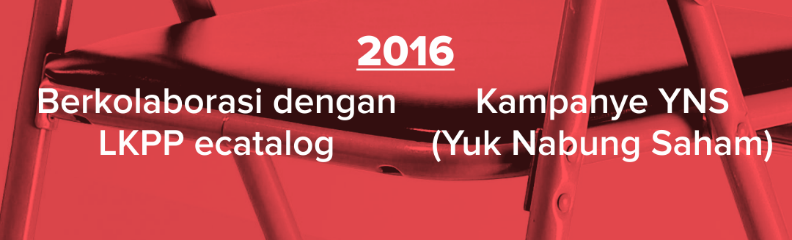 2016
Berkolaborasi dengan
LKPP ecatalog
Kampanye YNS
(Yuk Nabung Saham)